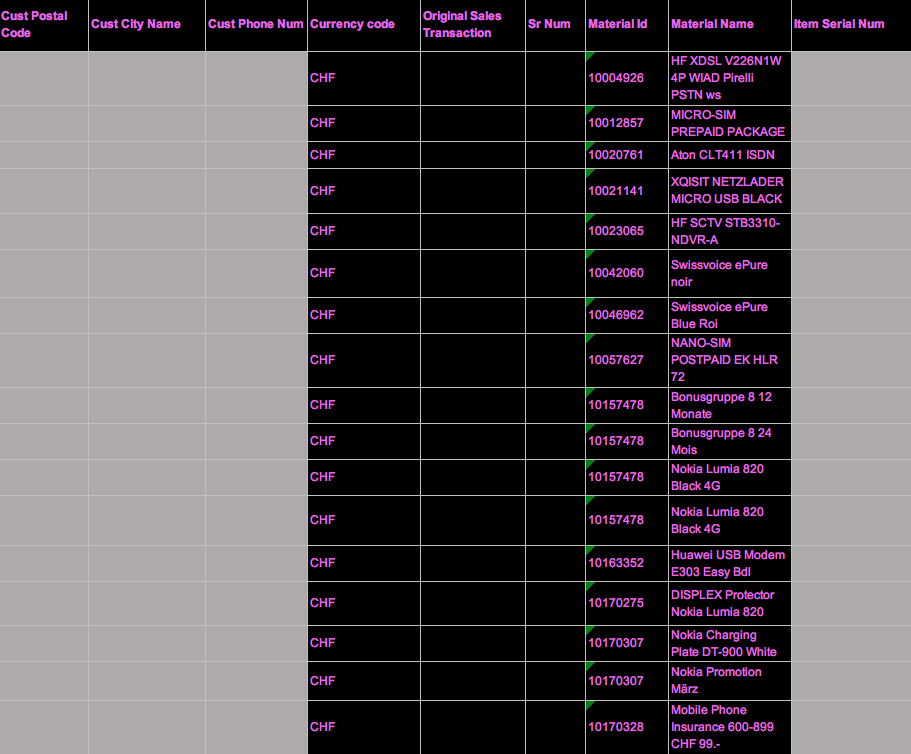 Cust Postal Code Cust City Name Cust Phone Num Currency code Original Sales Transaction Sr Num Material Id Material Name Item Serial Num
CHF 10004926 HF XDSL V226N1W 4P WIAD Pirelli PSTN ws
CHF 10012857 MICRO-SIM PREPAID PACKAGE
CHF 10020761 Aton CLT411 ISDN
CHF 10021141 XQISIT NETZLADER MICRO USB BLACK
CHF 10023065 HF SCTV STB3310-NDVR-A
CHF 10042060 Swissvoice ePure noir
CHF 10046962 Swissvoice ePure Blue Roi
CHF 10057627 NANO-SIM POSTPAID EK HLR 72
CHF 10157478 Bonusgruppe 8 12 Monate
CHF 10157478 Bonusgruppe 8 24 Mois
CHF 10157478 Nokia Lumia 820 Black 4G
CHF 10157478 Nokia Lumia 820 Black 4G
CHF 10163352 Huawei USB Modem E303 Easy Bdl
CHF 10170275 DISPLEX Protector Nokia Lumia 820
CHF 10170307 Nokia Charging Plate DT-900 White
CHF 10170307 Nokia Promotion März
CHF 10170328 Mobile Phone Insurance 600-899 CHF 99.-